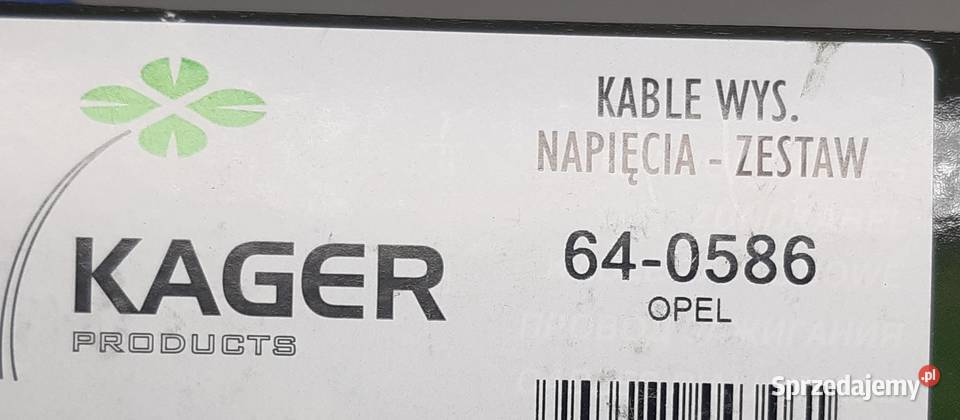 KABLE WYS.
NAPIĘCIA - ZESTAW
KAGER
PRODUCTS
64-0586
OPEL
Sprzedajemy.pl